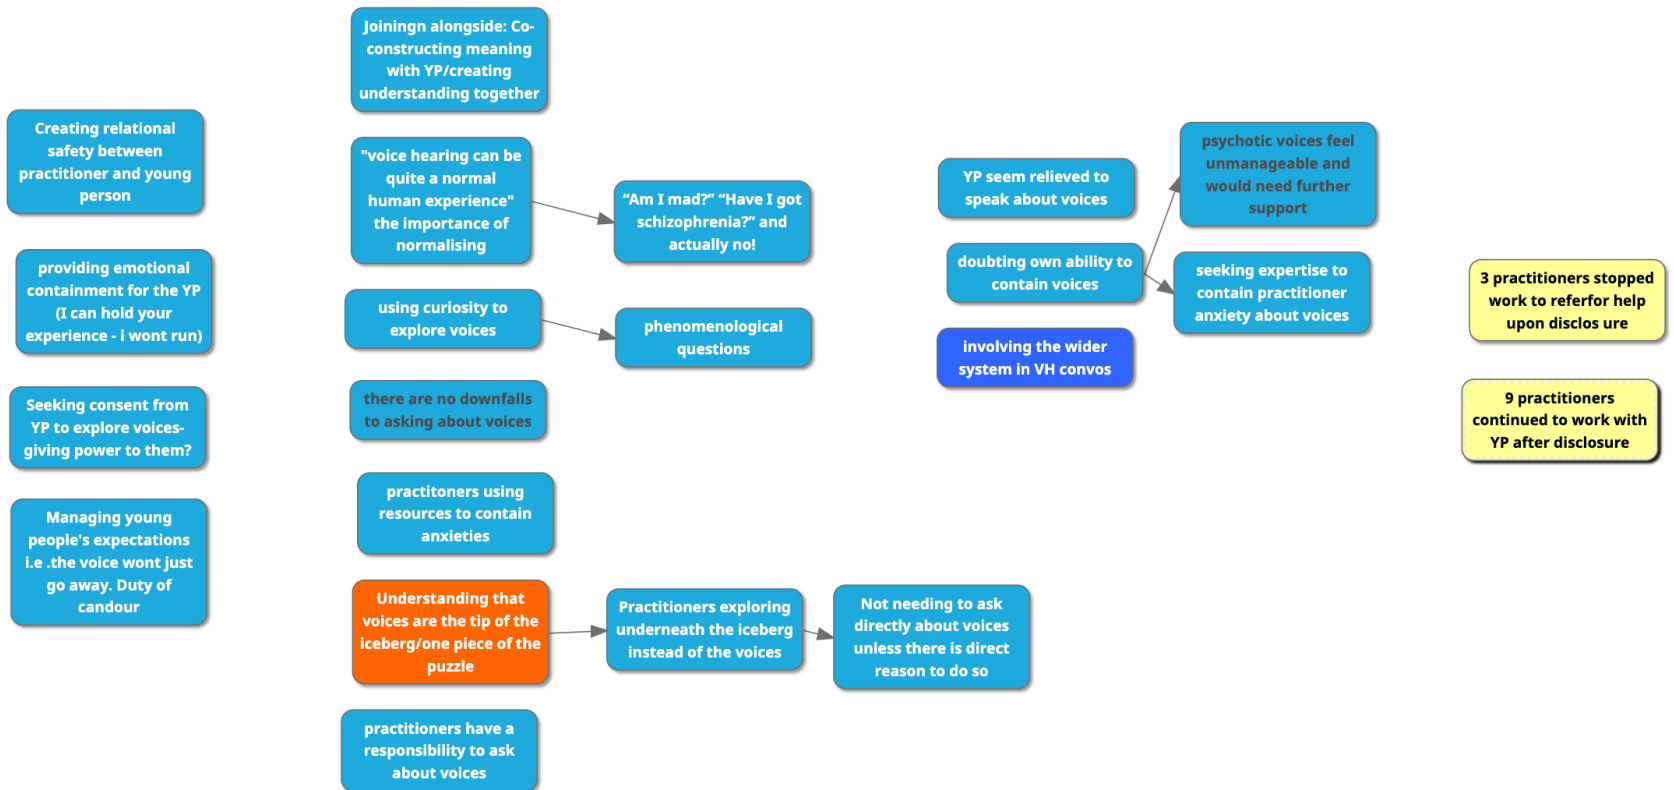 Joiningn alongside: Co-
constructing meaning
with YP/creating
understanding together
Creating relational
safety between
practitioner and young
person
"voice hearing can be
quite a normal
human experience"
the importance of
normalising
“Am I mad?” “Have I got
schizophrenia?” and
actually no!
YP seem relieved to
speak about voices
psychotic voices feel
unmanageable and
would need further
support
providing emotional
containment for the YP
(I can hold your
experience - i wont run)
using curiosity to
explore voices
phenomenological
questions
doubting own ability to
contain voices
seeking expertise to
contain practitioner
anxiety about voices
involving the wider
system in VH convos
3 practitioners stopped
work to referfor help
upon disclos ure
9 practitioners
continued to work with
YP after disclosure
Seeking consent from
YP to explore voices-
giving power to them?
there are no downfalls
to asking about voices
practitoners using
resources to contain
anxieties
Managing young
people's expectations
i.e .the voice wont just
go away. Duty of
candour
Understanding that
voices are the tip of the
iceberg/one piece of the
puzzle
Practitioners exploring
underneath the iceberg
instead of the voices
Not needing to ask
directly about voices
unless there is direct
reason to do so
practitioners have a
responsibility to ask
about voices